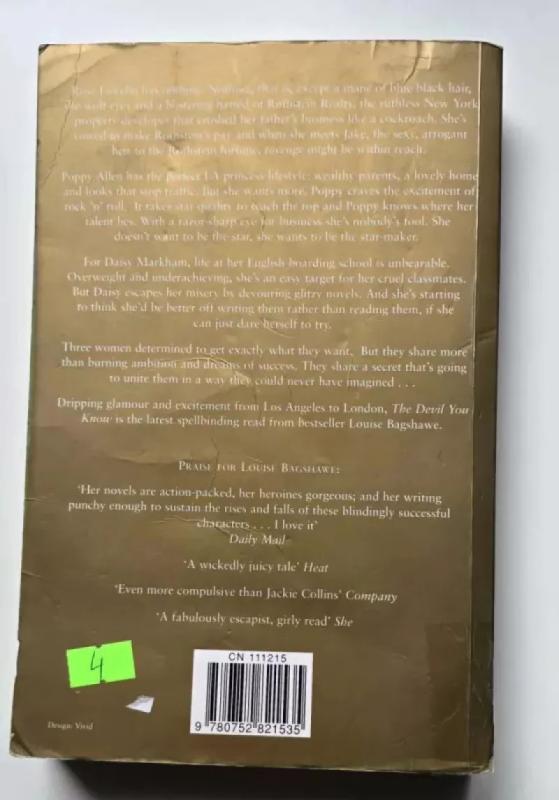 Rose Fiorello has nothing. Nothing, that is, except a mane of blue black hair,
she wolf eyes and a blistering hatred of Rothstein Realty, the ruthless New York
property developer that crushed her father's business like a cockroach. She's
vowed to make Rothstein's pay and when she meets Jake, the sexy, arrogant
heir to the Rothstein fortune, revenge might be within reach.
Poppy Allen has the perfect LA princess lifestyle: wealthy parents, a lovely home
and looks that stop traffic. But she wants more. Poppy craves the excitement of
rock 'n' roll. It takes star quality to reach the top and Poppy knows where her
talent lies. With a razor-sharp eye for business she's nobody's fool. She
doesn't want to be the star, she wants to be the star-maker.
For Daisy Markham, life at her English boarding school is unbearable.
Overweight and underachieving, she's an easy target for her cruel classmates.
But Daisy escapes her misery by devouring glitzy novels. And she's starting
to think she'd be better off writing them rather than reading them, if she
can just dare herself to try.
Three women determined to get exactly what they want. But they share more
than burning ambition and dreams of success. They share a secret that's going
to unite them in a way they could never have imagined . . .
Dripping glamour and excitement from Los Angeles to London, The Devil You
Know is the latest spellbinding read from bestseller Louise Bagshawe.
PRAISE FOR LOUISE BAGSHAWE:
'Her novels are action-packed, her heroines gorgeous; and her writing
punchy enough to sustain the rises and falls of these blindingly successful
characters . . . I love it'
Daily Mail
'A wickedly juicy tale' Heat
'Even more compulsive than Jackie Collins' Company
'A fabulously escapist, girly read' She
4
CN 111215
9 780752 821535
Design: Vivid